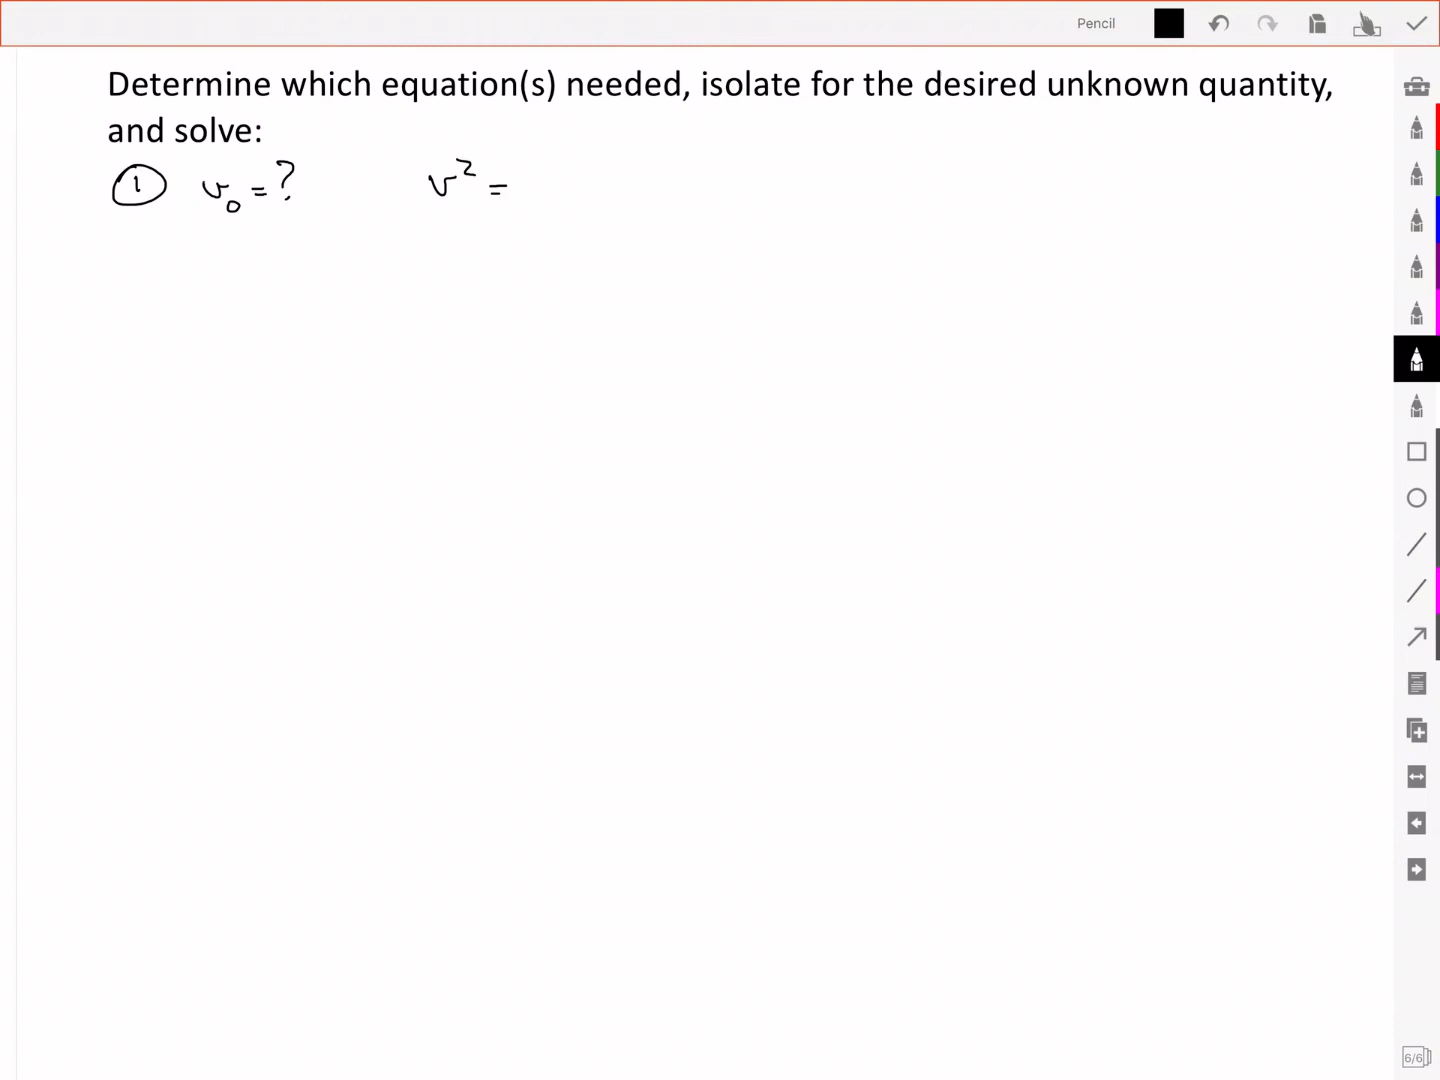 Pencil
Determine which equation(s) needed, isolate for the desired unknown quantity,
and solve:
① v₀ = ? v² =
6/6